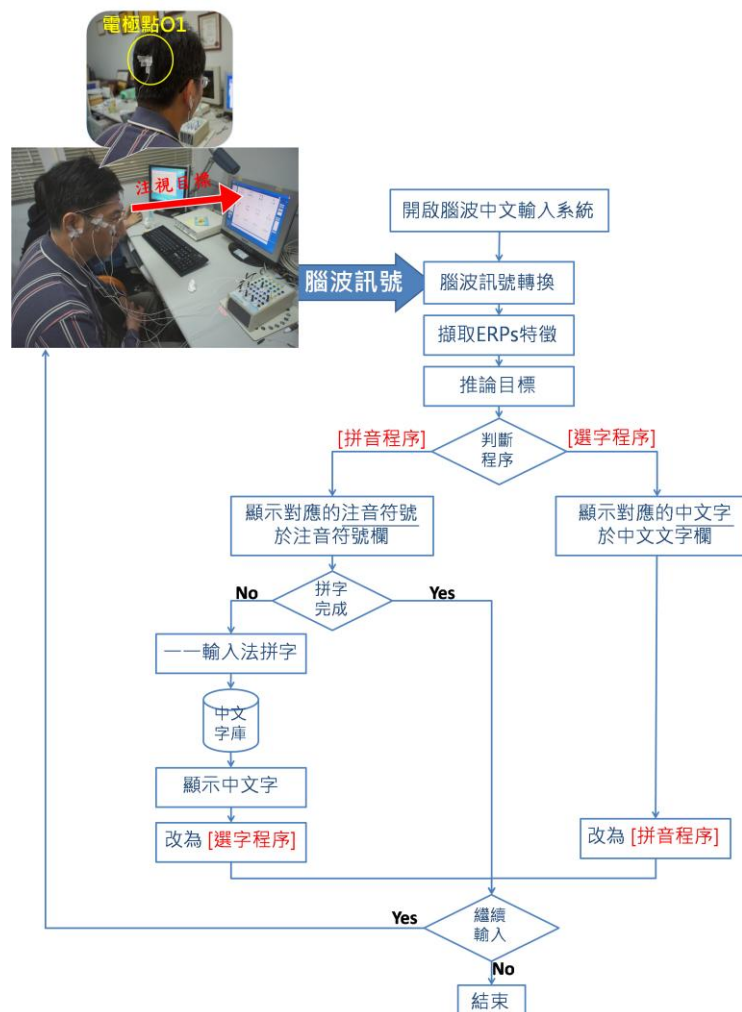 電極點O1
注視目標
腦波訊號
開啟腦波中文輸入系統
腦波訊號轉換
擷取ERPs特徵
推論目標
[拼音程序]
判斷
程序
[選字程序]
顯示對應的注音符號
於注音符號欄
顯示對應的中文字
於中文文字欄
No
拼字
完成
Yes
一一輸入法拼字
中文
字庫
顯示中文字
改為 [選字程序]
改為 [拼音程序]
Yes
繼續
輸入
No
結束